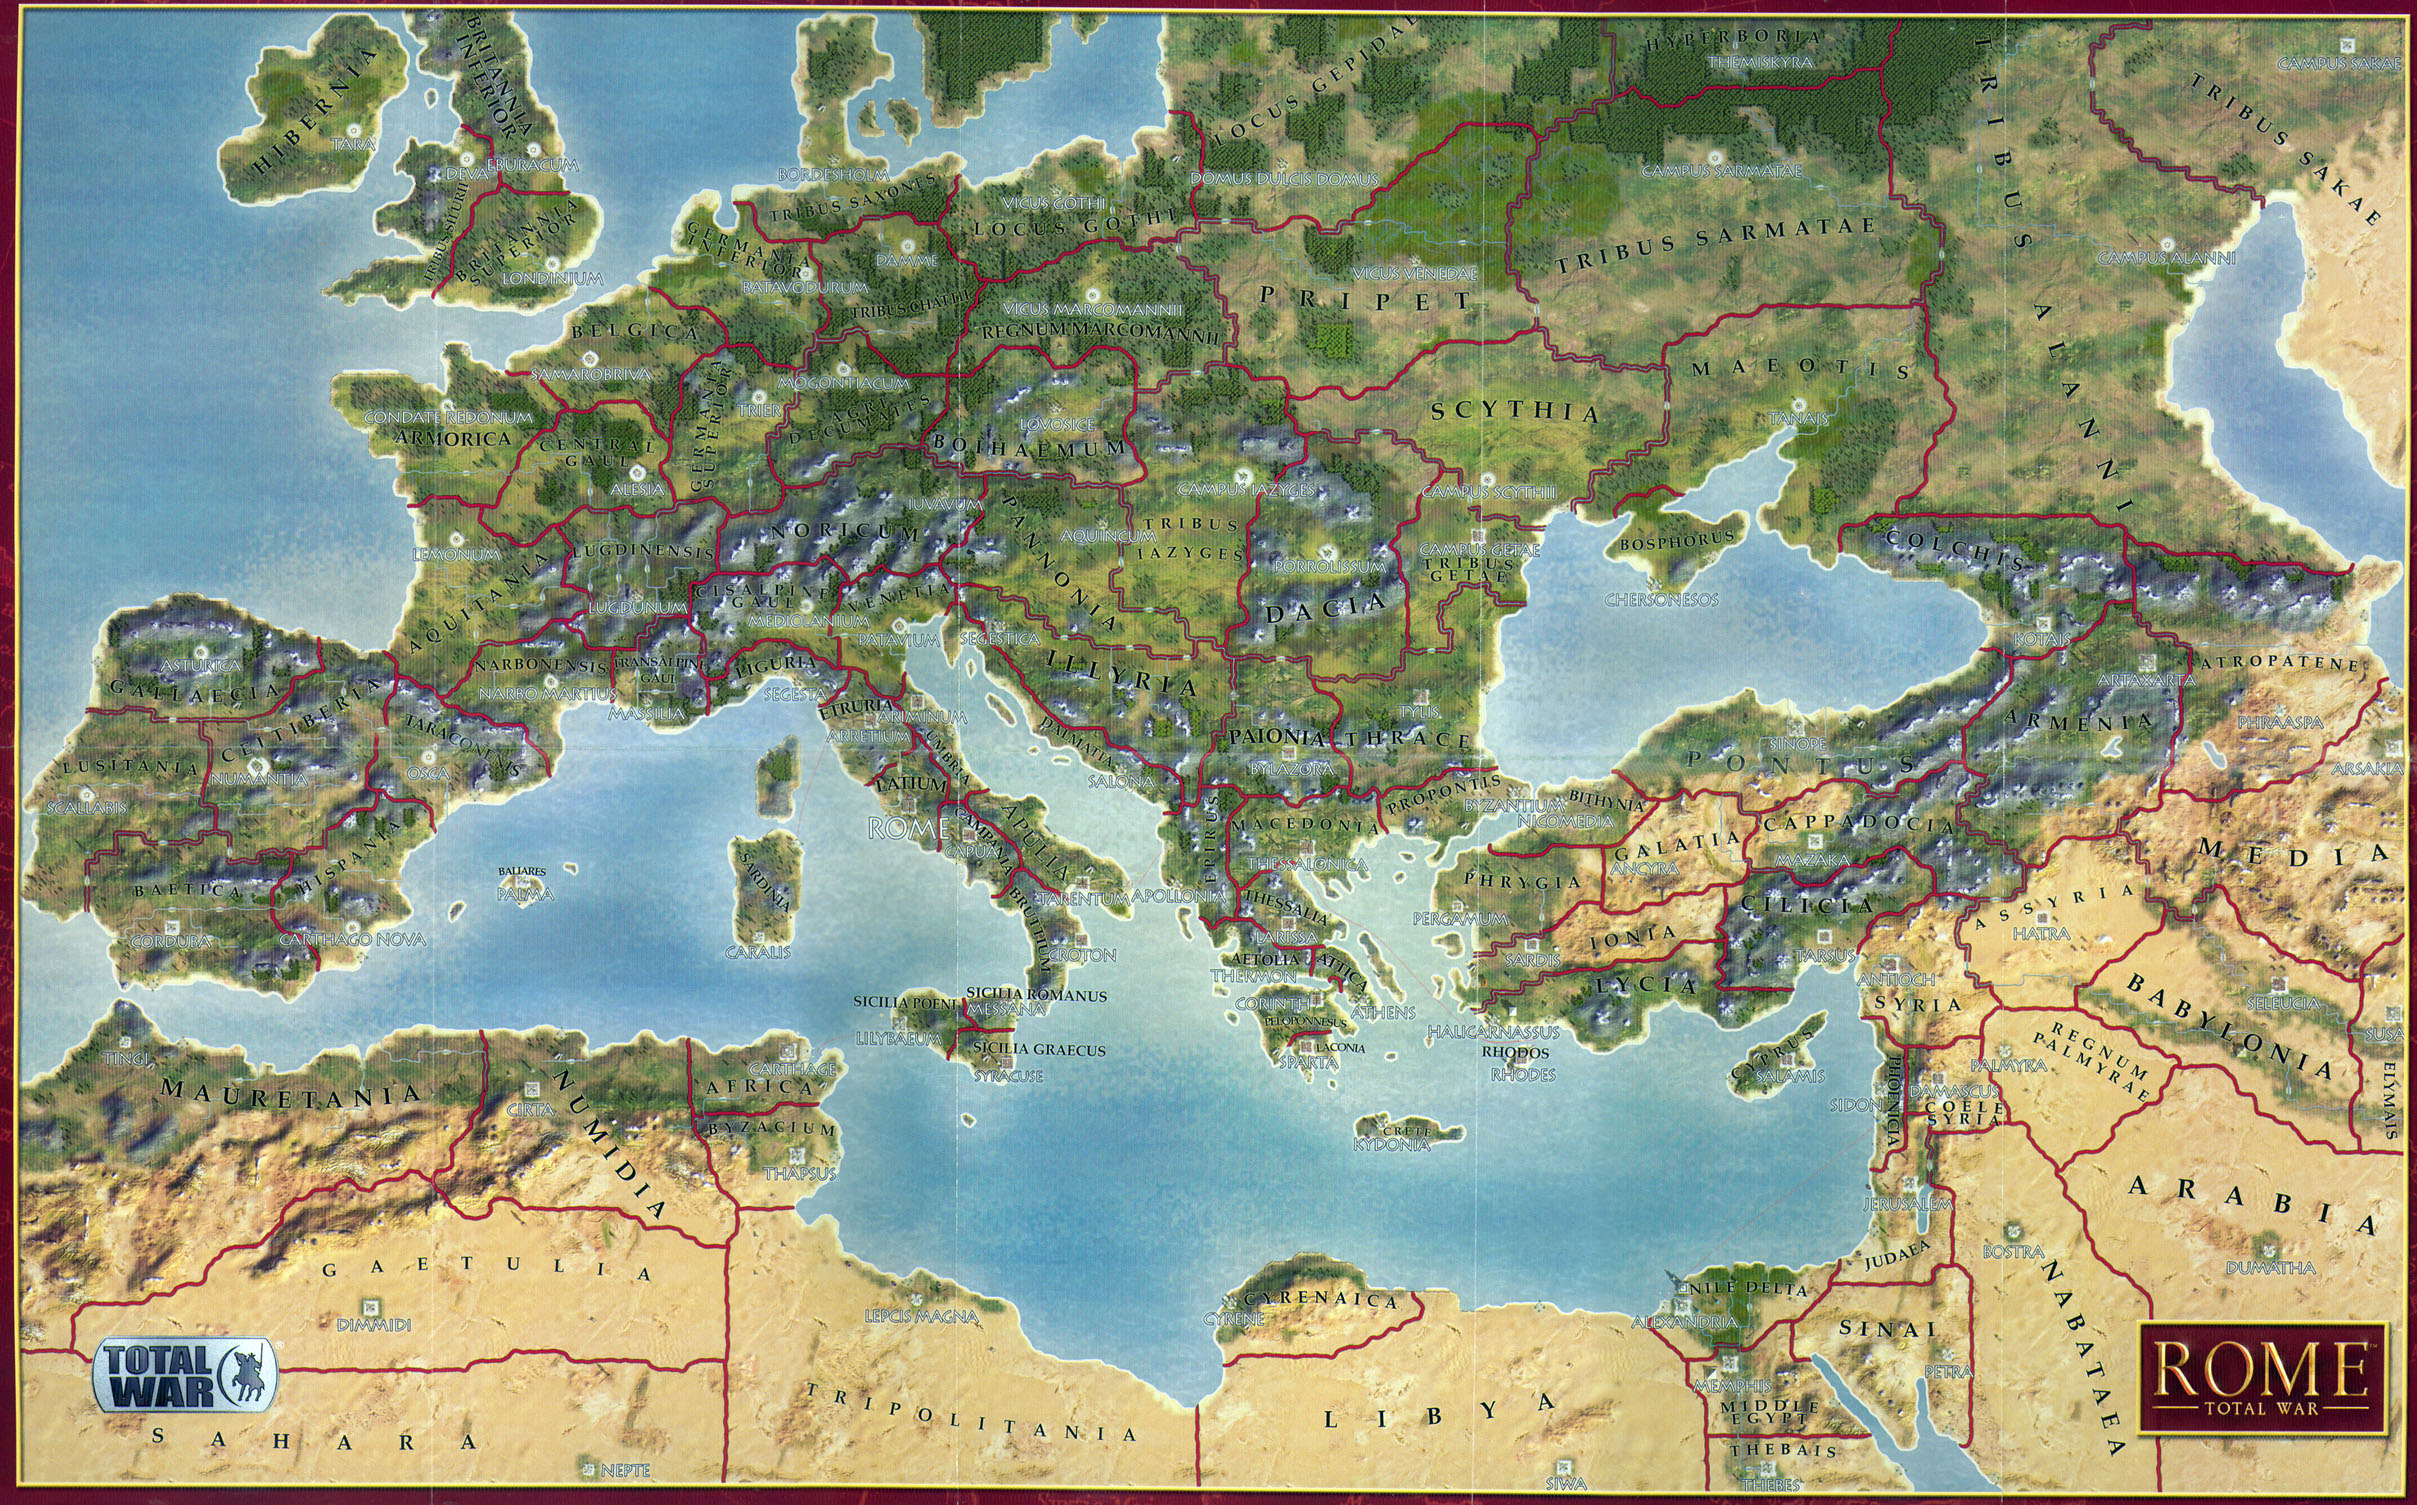 HIBERNIA
TARA
BRITANNIA
INFERIOR
EBURACUM
DEVA
TRIBUS SILURII
BRITANNIA
SUPERIOR
LONDINIUM
BORDESHOLM
TRIBUS SAXONES
GERMANIA
INFERIOR
BATAVODURUM
DAMME
TRIBUS CHATTII
VICUS GOTHI
LOCUS GOTHI
LOCUS GEPIDAE
DOMUS DULCIS DOMUS
VICUS MARCOMANNII
REGNUM MARCOMANNII
VICUS VENEDAE
PRIPET
HYPERBORIA
THEMISKYRA
CAMPUS SARMATAE
TRIBUS SARMATAE
TRIBUS ALANNI
CAMPUS ALANNI
CAMPUS SAKAE
TRIBUS SAKAE
BELGICA
SAMAROBRIVA
CONDATE REDONUM
ARMORICA
CENTRAL
GAUL
ALESIA
GERMANIA
SUPERIOR
TRIER
MOGONTIACUM
AGRI
DECUMATES
LOVOSICE
BOIHAEMUM
SCYTHIA
CAMPUS SCYTHII
MAEOTIS
TANAIS
CAMPUS IAZYGES
TRIBUS
IAZYGES
IUVAVUM
NORICUM
PANNONIA
AQUINCUM
PORROLISSUM
DACIA
CAMPUS GETAE
TRIBUS
GETAE
BOSPHORUS
CHERSONESOS
COLCHIS
KOTAIS
LEMONUM
AQUITANIA
LUGDINENSIS
LUGDUNUM
CISALPINE
GAUL
MEDIOLANIUM
VENETIA
PATAVIUM
SEGESTICA
ILLYRIA
DALMATIA
SALONA
ASTURICA
GALLAECIA
CELTIBERIA
NUMANTIA
TARACONENIS
OSCA
NARBONENSIS
NARBO MARTIUS
TRANSALPINE
GAUL
MASSILIA
LIGURIA
SEGESTA
ETRURIA
ARRETIUM
ARIMINUM
UMBRIA
LATIUM
ROME
CAMPANIA
CAPUA
APULIA
TARENTUM
BRUTTIUM
CROTON
LUSITANIA
SCALLABIS
BAETICA
CORDUBA
HISPANIA
CARTHAGO NOVA
BALIARES
PALMA
SARDINIA
CARALIS
SICILIA POENI
LILYBAEUM
SICILIA ROMANUS
MESSANA
SICILIA GRAECUS
SYRACUSE
PAIONIA
BYLAZORA
THRACE
TYLIS
PROPONTIS
BYZANTIUM
MACEDONIA
THESSALONICA
EPIRUS
APOLLONIA
THESSALIA
LARISSA
AETOLIA
THERMON
ATTICA
ATHENS
CORINTH
PELOPONNESUS
LACONIA
SPARTA
CRETE
KYDONIA
RHODOS
RHODES
BITHYNIA
NICOMEDIA
PHRYGIA
PERGAMUM
IONIA
SARDIS
LYCIA
HALICARNASSUS
GALATIA
ANCYRA
PONTUS
SINOPE
CAPPADOCIA
MAZAKA
CILICIA
TARSUS
CYPRUS
SALAMIS
ARMENIA
ARTAXARTA
ATROPATENE
PHRAASPA
ARSAKIA
MEDIA
ASSYRIA
HATRA
ANTIOCH
SYRIA
BABYLONIA
SELEUCIA
SUSA
ELYMAIS
REGNUM
PALMYRAE
PALMYRA
PHOENICIA
SIDON
DAMASCUS
COELE
SYRIA
JERUSALEM
JUDAEA
BOSTRA
NABATAEA
ARABIA
DUMATHA
SINAI
PETRA
NILE DELTA
ALEXANDRIA
MEMPHIS
MIDDLE
EGYPT
THEBAIS
THEBES
TINGI
MAURETANIA
CIRTA
NUMIDIA
CARTHAGE
AFRICA
BYZACIUM
THAPSUS
GAETULIA
DIMMIDI
LEPCIS MAGNA
TRIPOLITANIA
CYRENAICA
CYRENE
LIBYA
SIWA
SAHARA
NEPTE
TOTAL
WAR
ROME™
TOTAL WAR